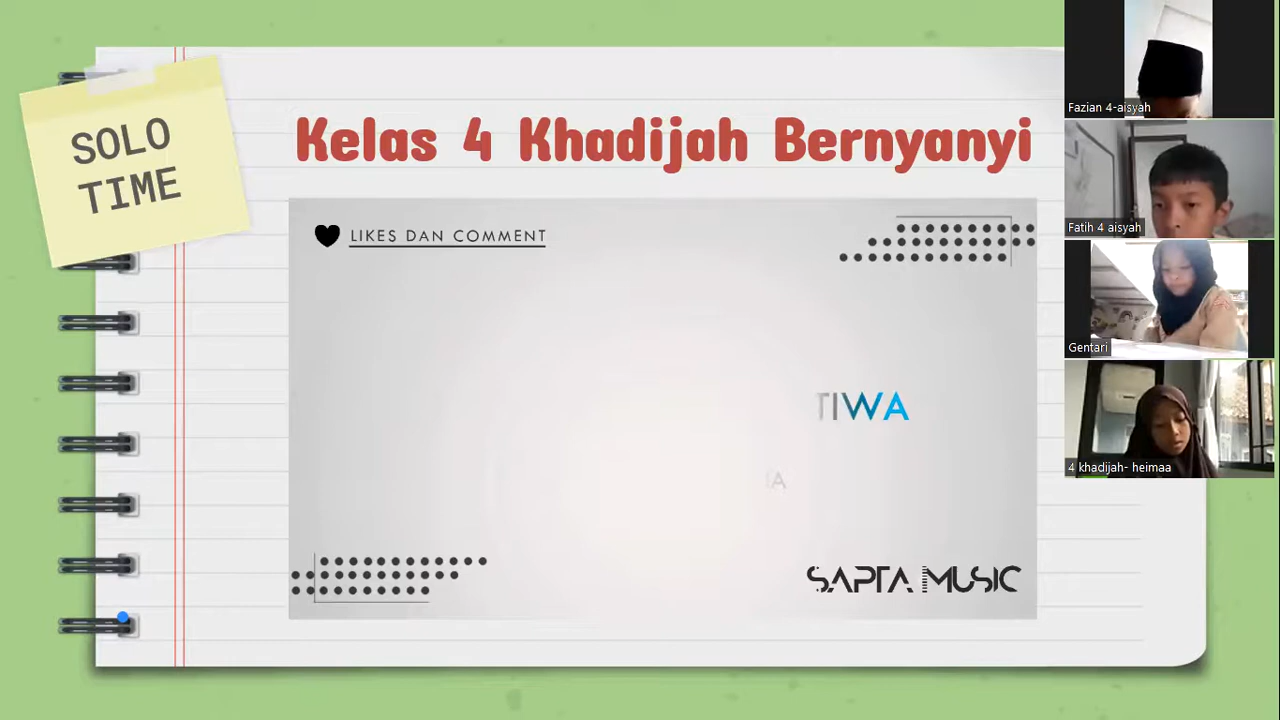 SOLO
TIME
Kelas 4 Khadijah Bernyanyi
LIKES DAN COMMENT
TIWA
IA
SAPTA MUSIC
Fazian 4-aisyah
Fatih 4 aisyah
Gentari
4 khadijah- heimaa